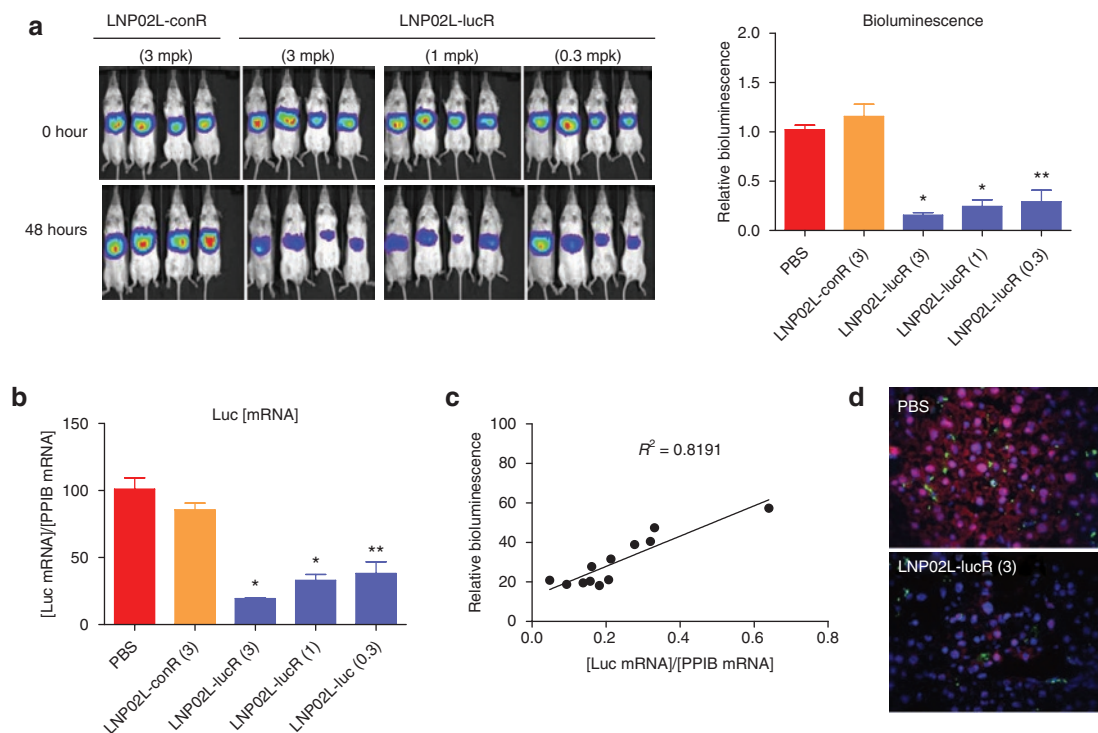 a
LNP02L-conR
LNP02L-lucR
(3 mpk)
(3 mpk)
(1 mpk)
(0.3 mpk)
0 hour
48 hours
Bioluminescence
Relative bioluminescence
2.0
1.5
1.0
0.5
0.0
*
*
**
PBS
LNP02L-conR (3)
LNP02L-lucR (3)
LNP02L-lucR (1)
LNP02L-lucR (0.3)
b
Luc [mRNA]
[Luc mRNA]/[PPIB mRNA]
150
100
50
0
*
*
**
PBS
LNP02L-conR (3)
LNP02L-lucR (3)
LNP02L-lucR (1)
LNP02L-luc (0.3)
c
Relative bioluminescence
100
80
60
40
20
0
R² = 0.8191
0.0
0.2
0.4
0.6
0.8
[Luc mRNA]/[PPIB mRNA]
d
PBS
LNP02L-lucR (3)